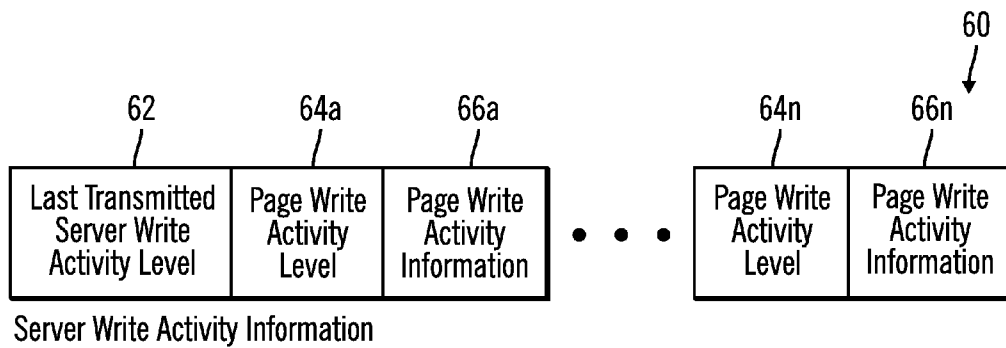 60
62
64a
66a
64n
66n
Last Transmitted
Server Write
Activity Level
Page Write
Activity
Level
Page Write
Activity
Information
Page Write
Activity
Level
Page Write
Activity
Information
Server Write Activity Information